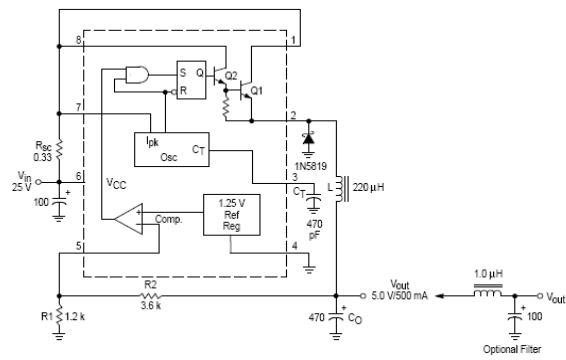 8
1
S Q
R
Q2
Q1
7
2
Ipk
Osc
CT
Rsc
0.33
1N5819
Vin
25 V
6
VCC
3
CT
L
220 µH
100
+
+
1.25 V
Ref
Reg
470
pF
+
-
Comp.
5
4
R2
3.6 k
R1
1.2 k
470
+
CO
Vout
5.0 V/500 mA
1.0 µH
Vout
+
100
Optional Filter